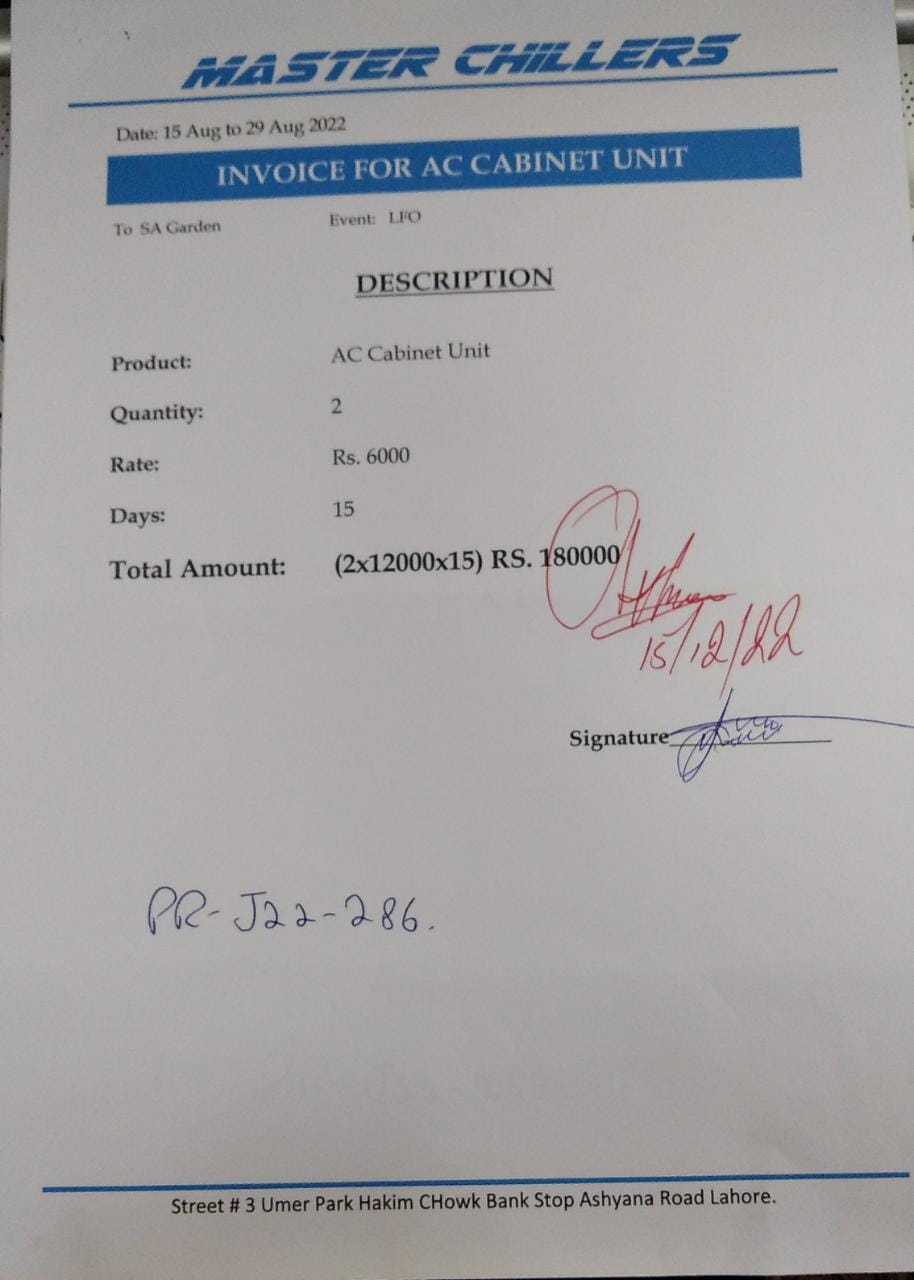 MASTER CHILLERS
Date: 15 Aug to 29 Aug 2022
INVOICE FOR AC CABINET UNIT
To SA Garden Event: LFO
DESCRIPTION
Product: AC Cabinet Unit
Quantity: 2
Rate: Rs. 6000
Days: 15
Total Amount: (2x12000x15) RS. 180000
15/12/22
Signature
PR-J22-286.
Street # 3 Umer Park Hakim CHowk Bank Stop Ashyana Road Lahore.